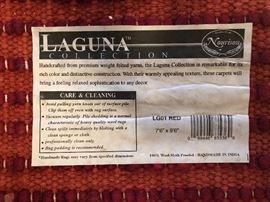 LAGUNA™
COLLECTION
Nourison
Handcrafted from premium weight felted yarns, the Laguna Collection is remarkable for its
rich color and distinctive construction. With their warmly appealing texture, these carpets will
bring a feeling relaxed sophistication to any decor
CARE & CLEANING
• Avoid pulling yarn knots out of surface pile.
Clip them off even with rug surface.
• Vacuum regularly. Pile shedding is a normal
characteristic of heavy quality wool rugs
• Clean spills immediately by blotting with a
clean sponge or cloth.
• professionally clean only.
• Rug padding is recommended.
LG01 RED
7'6" x 9'6"
*Handmade Rugs may vary from specified dimensions
100% Wool Shaft Proofed - HANDMADE IN INDIA